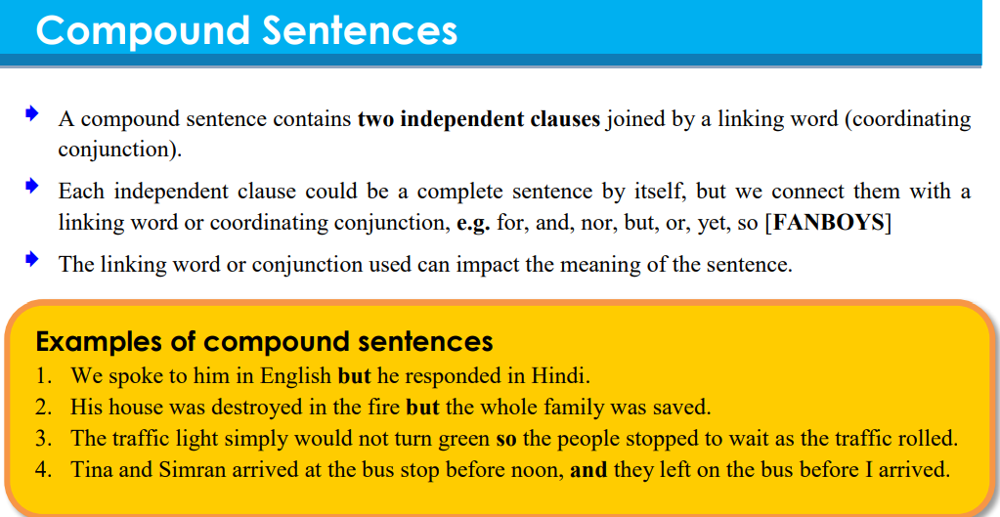 Compound Sentences
A compound sentence contains two independent clauses joined by a linking word (coordinating
conjunction).
Each independent clause could be a complete sentence by itself, but we connect them with a
linking word or coordinating conjunction, e.g. for, and, nor, but, or, yet, so [FANBOYS]
The linking word or conjunction used can impact the meaning of the sentence.
Examples of compound sentences
1. We spoke to him in English but he responded in Hindi.
2. His house was destroyed in the fire but the whole family was saved.
3. The traffic light simply would not turn green so the people stopped to wait as the traffic rolled.
4. Tina and Simran arrived at the bus stop before noon, and they left on the bus before I arrived.